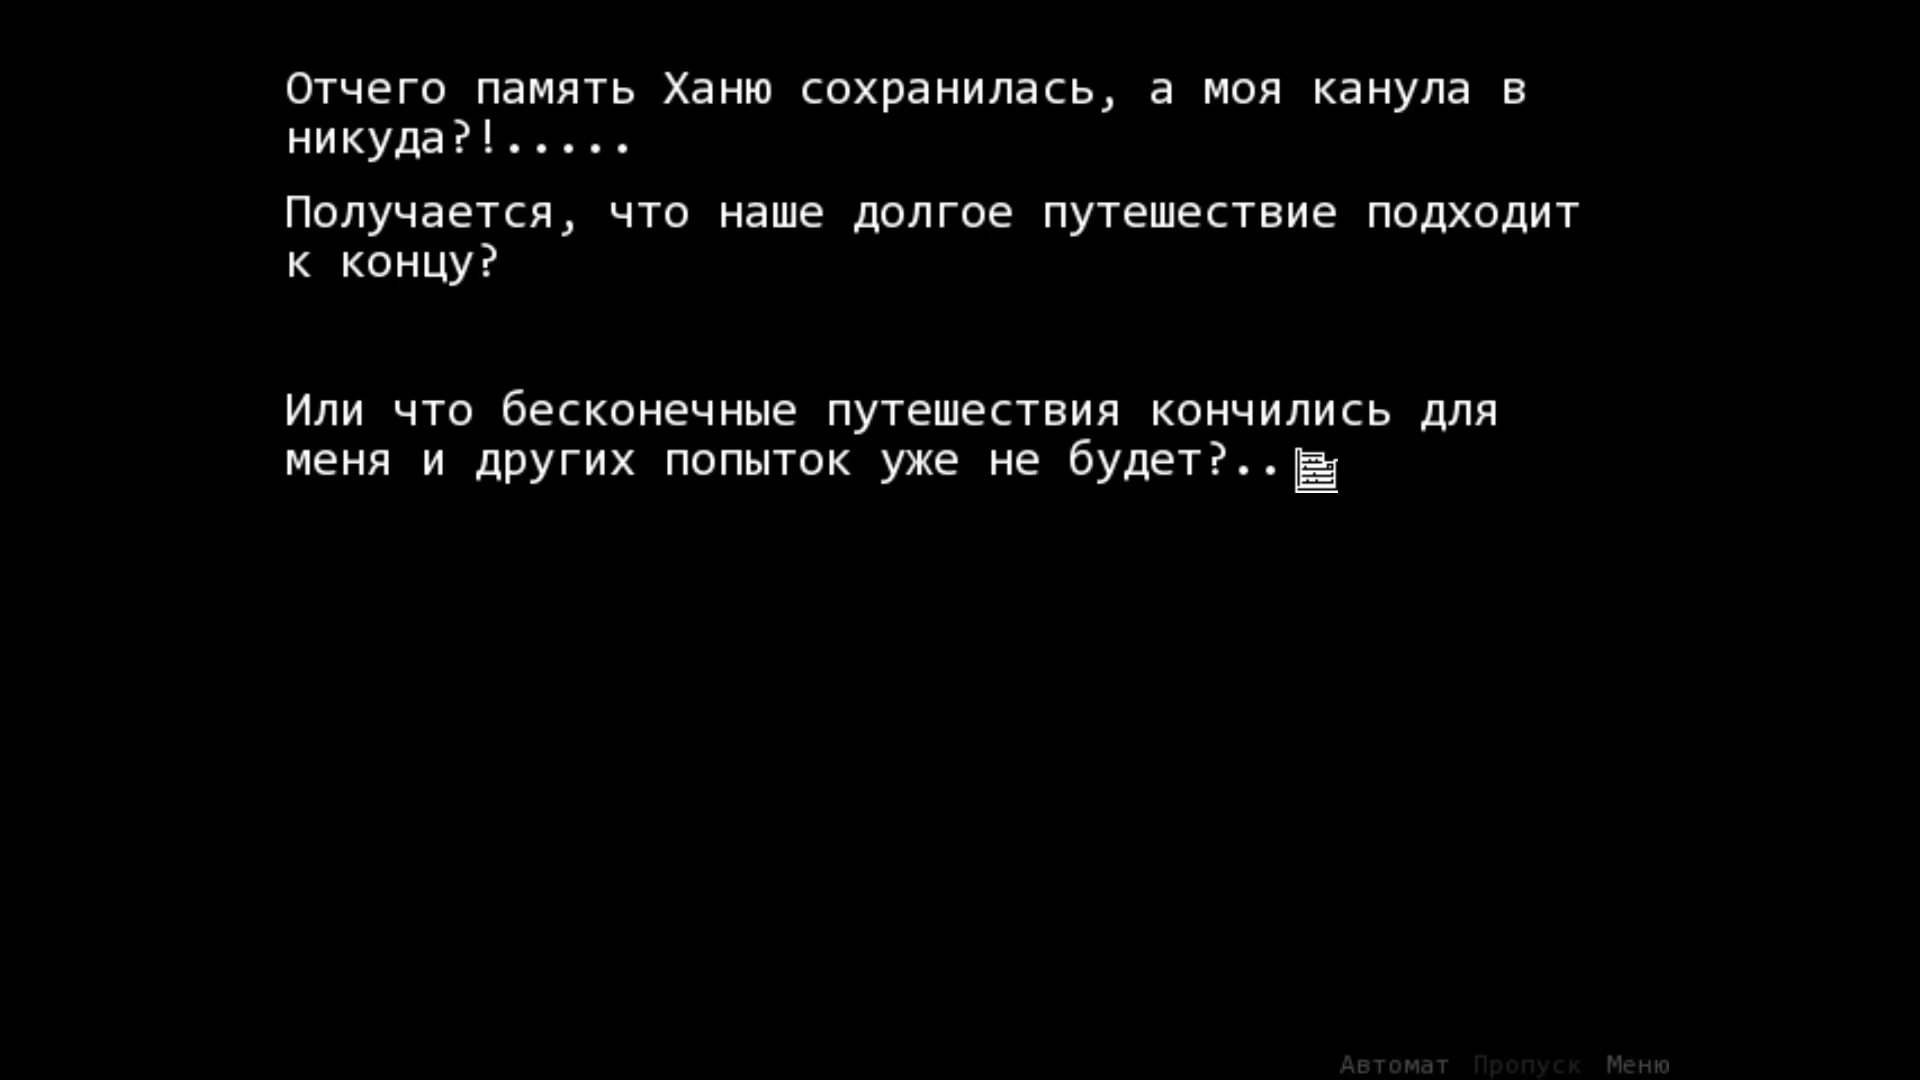 Отчего память Ханю сохранилась, а моя канула в
никуда?!.....
Получается, что наше долгое путешествие подходит
к концу?
Или что бесконечные путешествия кончились для
меня и других попыток уже не будет?..
Автомат Пропуск Меню